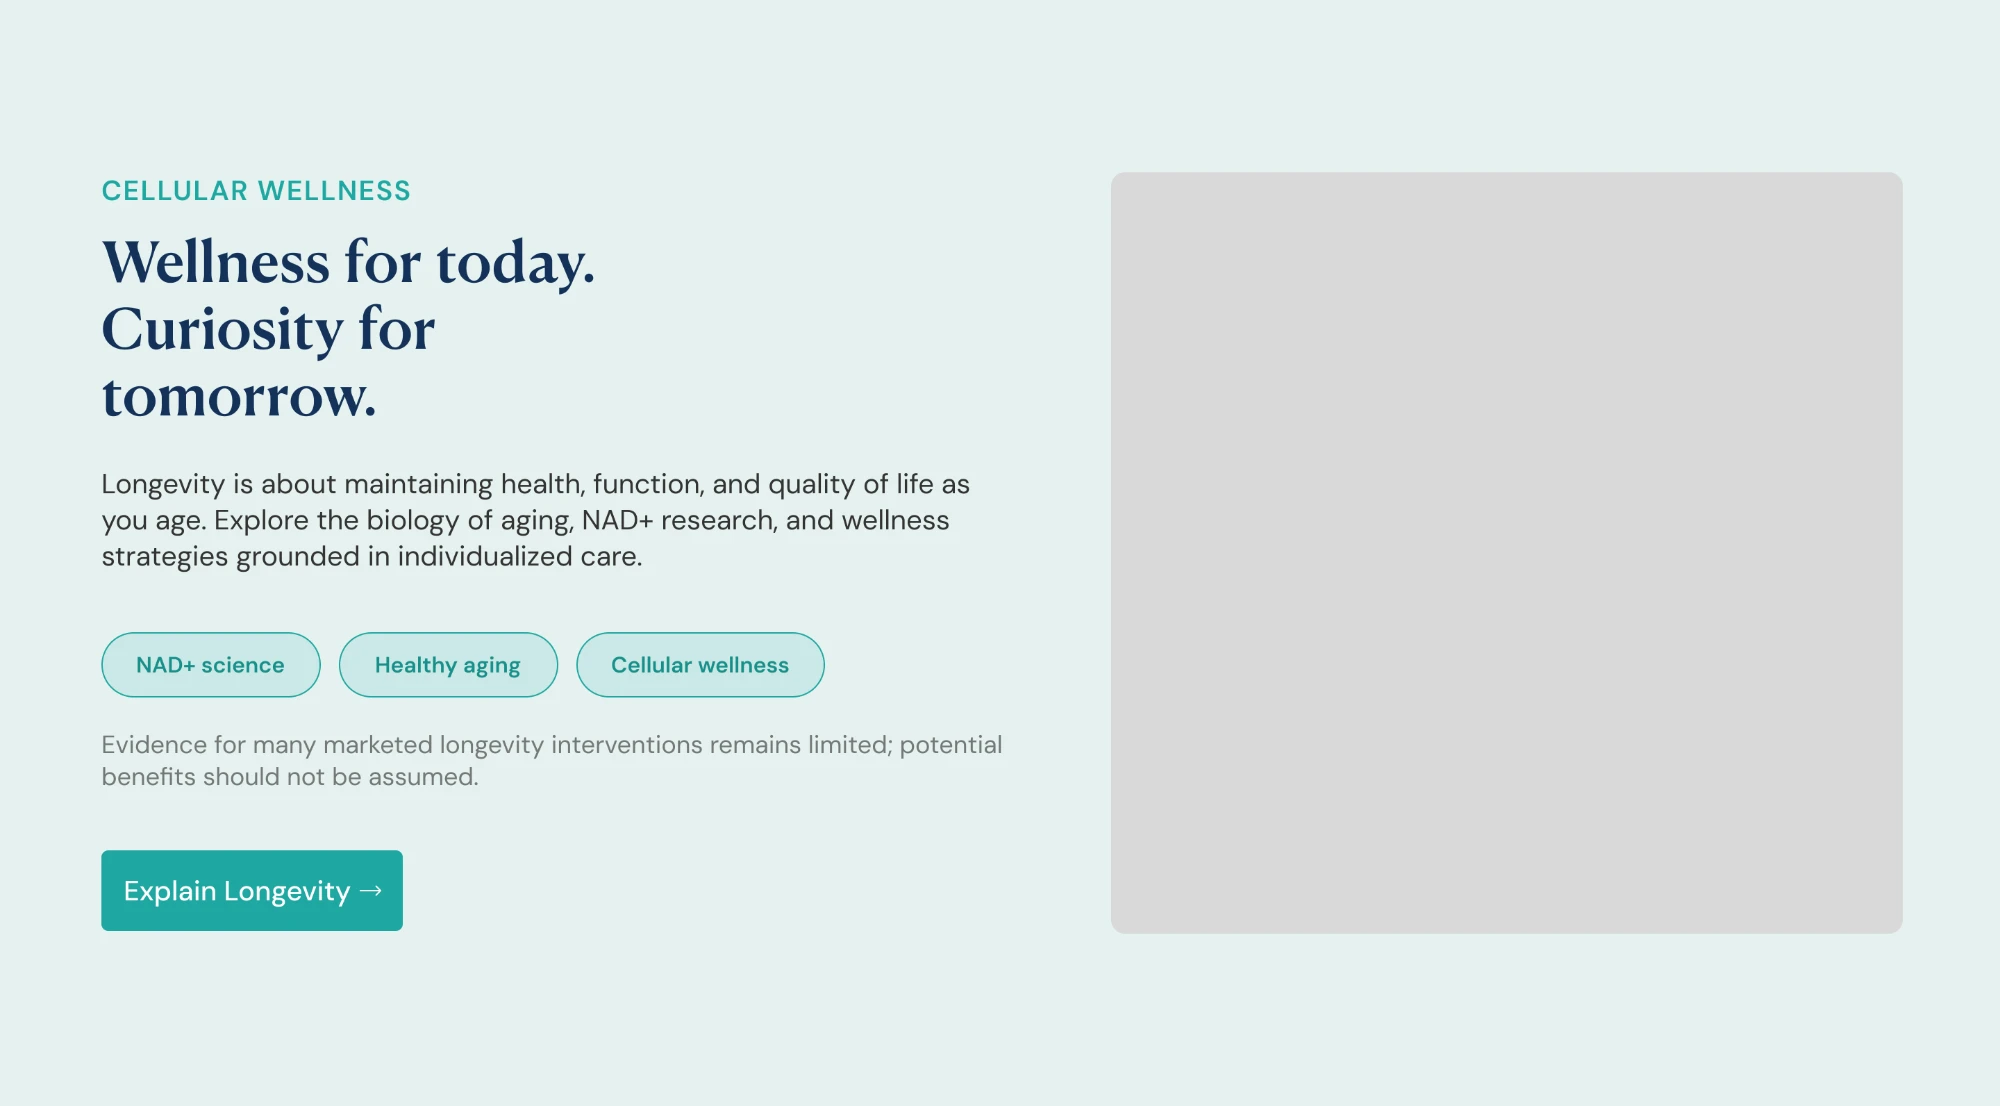 CELLULAR WELLNESS
Wellness for today.
Curiosity for
tomorrow.
Longevity is about maintaining health, function, and quality of life as
you age. Explore the biology of aging, NAD+ research, and wellness
strategies grounded in individualized care.
NAD+ science
Healthy aging
Cellular wellness
Evidence for many marketed longevity interventions remains limited; potential
benefits should not be assumed.
Explain Longevity →